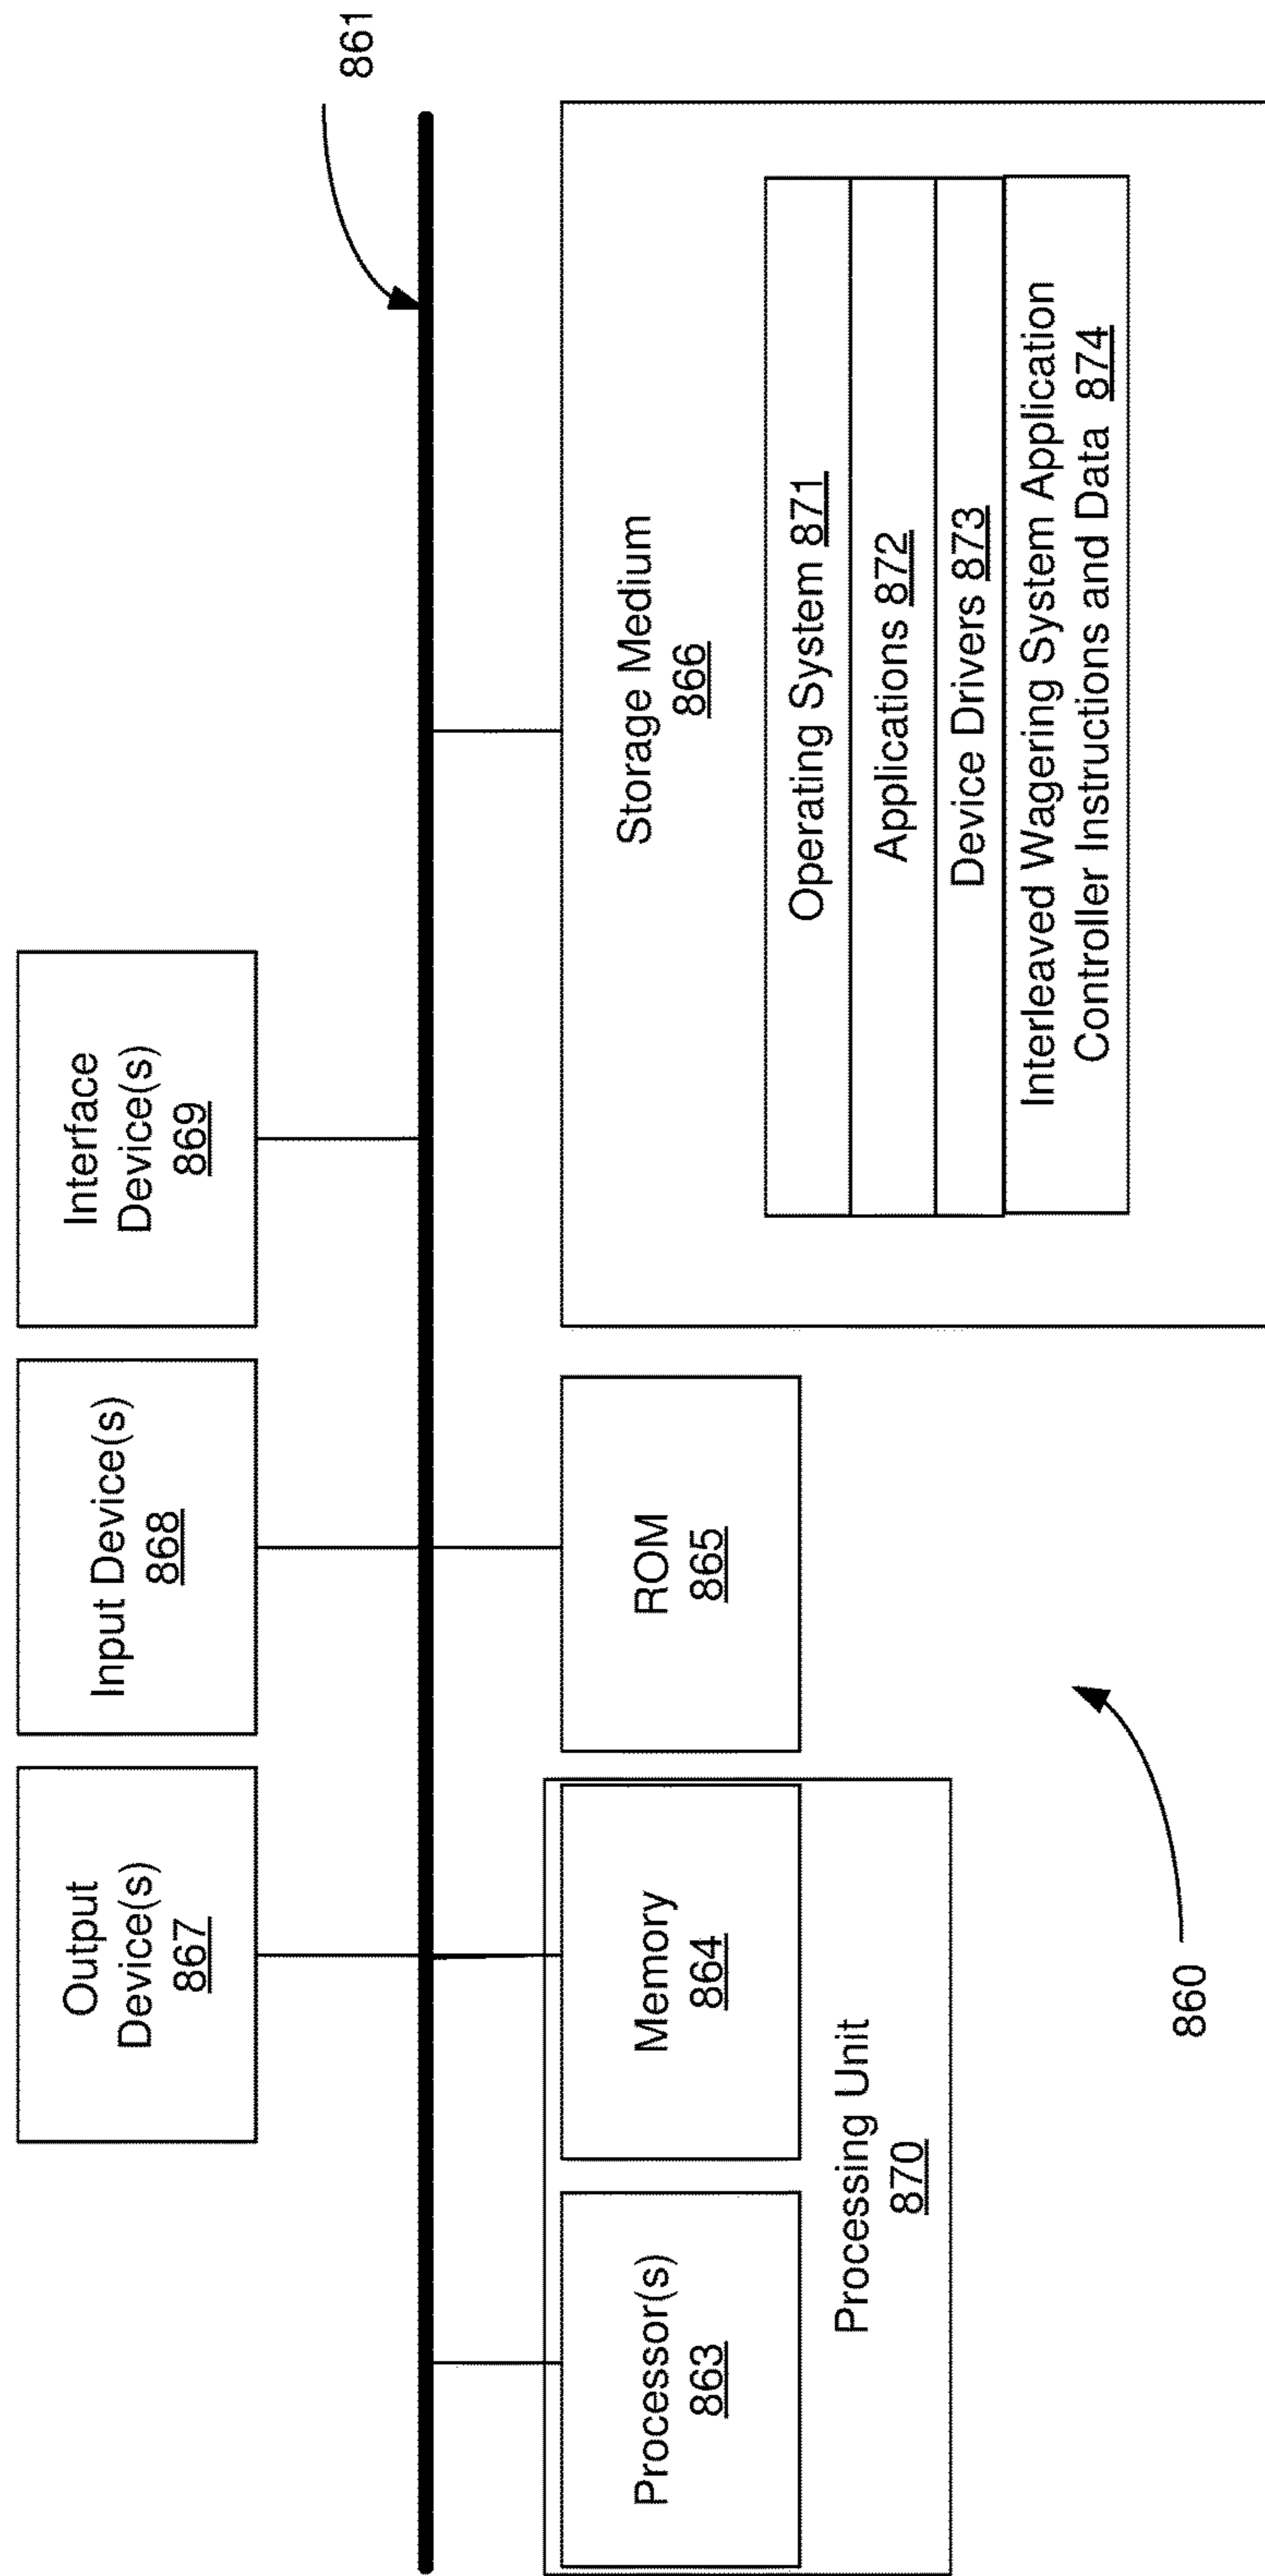 861
Output
Device(s)
867
Input Device(s)
868
Interface
Device(s)
869
Processor(s)
863
Memory
864
Processing Unit
870
ROM
865
Storage Medium
866
Operating System 871
Applications 872
Device Drivers 873
Interleaved Wagering System Application
Controller Instructions and Data 874
860